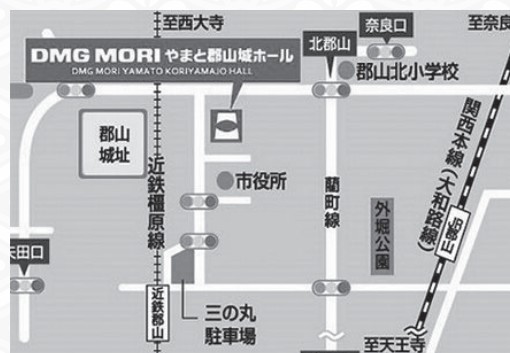 至西大寺
奈良口
至奈良
DMG MORI やまと郡山城ホール
DMG MORI YAMATO KORIYAMAJO HALL
北郡山
郡山北小学校
郡山
城址
近鉄橿原線
市役所
藺町線
外堀公園
関西本線(大和路線)
JR郡山
矢田口
近鉄郡山
三の丸
駐車場
至天王寺